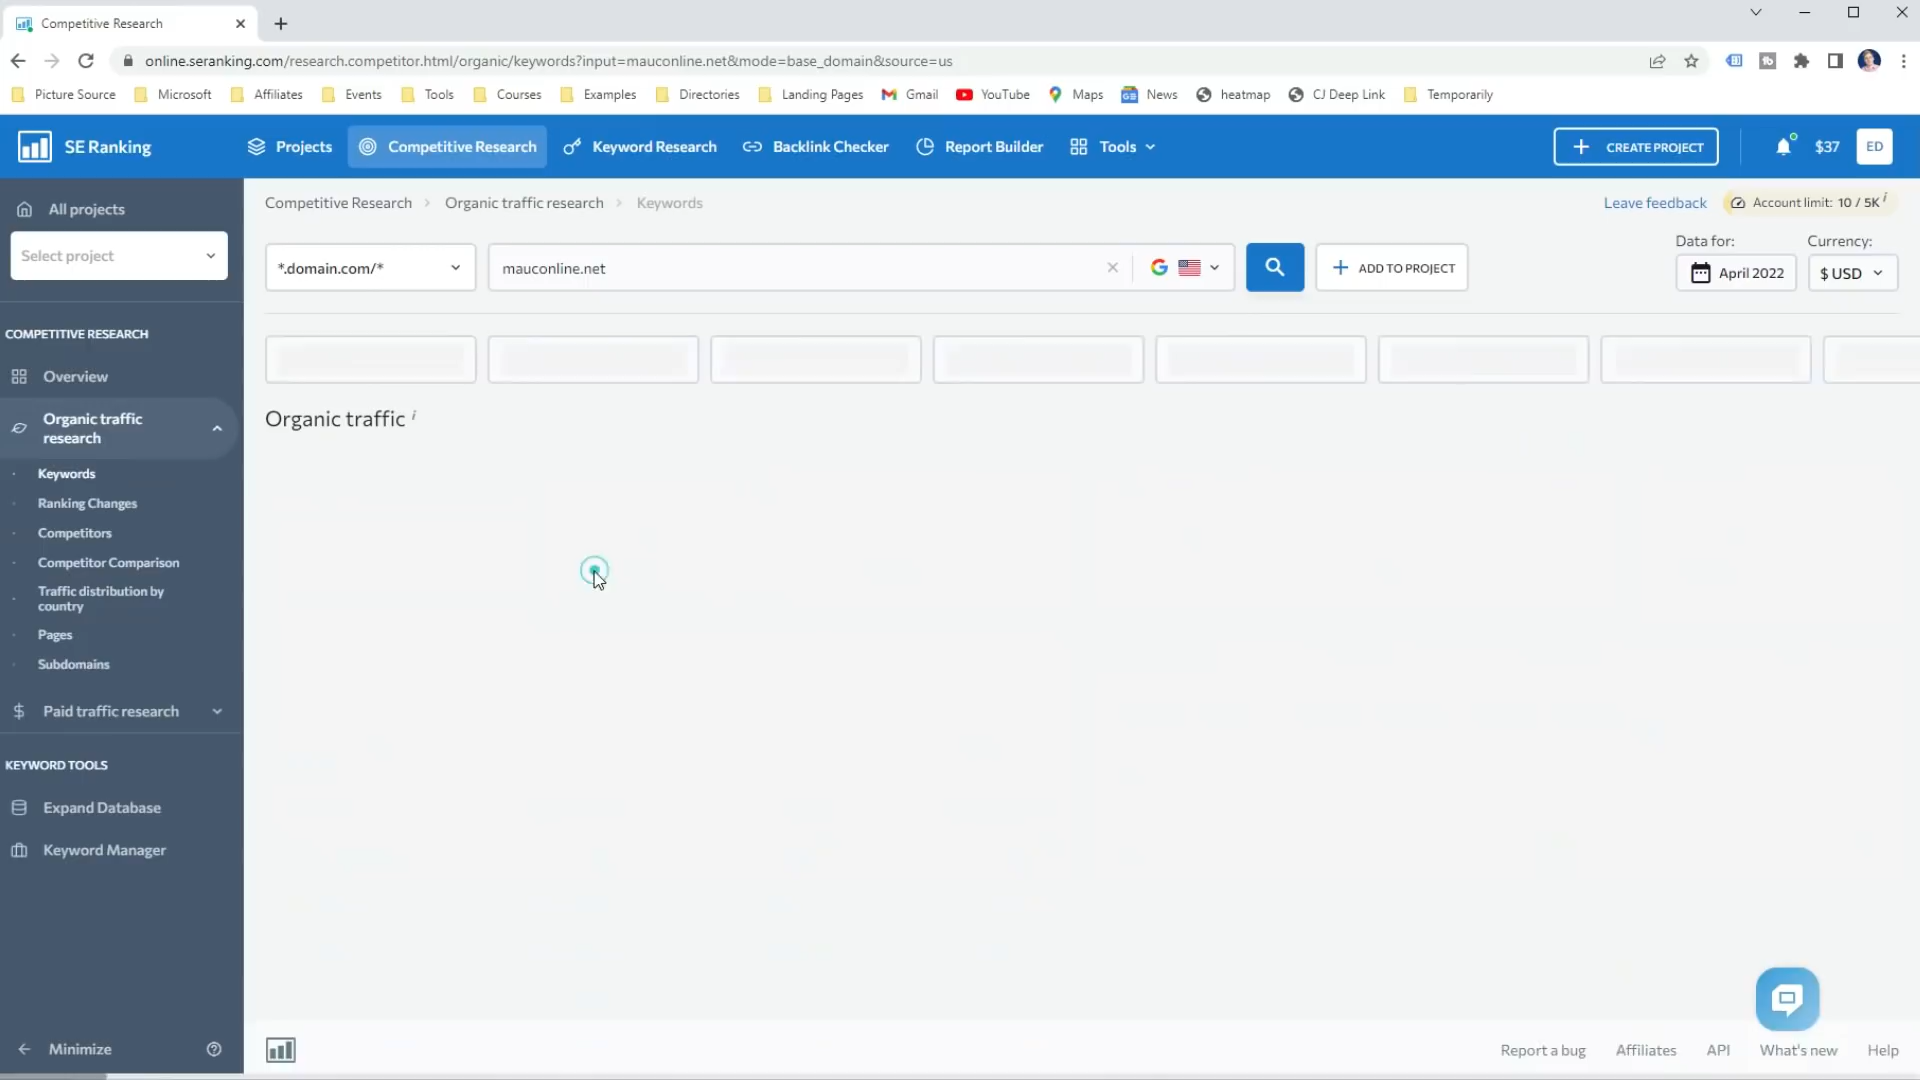 Competitive Research
online.seranking.com/research.competitor.html/organic/keywords?input=mauconline.net&mode=base_domain&source=us
Picture Source Microsoft Affiliates Events Tools Courses Examples Directories Landing Pages Gmail YouTube Maps News heatmap CJ Deep Link Temporarily
SE Ranking Projects Competitive Research Keyword Research Backlink Checker Report Builder Tools CREATE PROJECT $37 ED
All projects
Select project
COMPETITIVE RESEARCH
Overview
Organic traffic
research
Keywords
Ranking Changes
Competitors
Competitor Comparison
Traffic distribution by
country
Pages
Subdomains
$ Paid traffic research
KEYWORD TOOLS
Expand Database
Keyword Manager
Minimize
Competitive Research Organic traffic research Keywords
Leave feedback Account limit: 10 / 5K i
*.domain.com/* mauconline.net G ADD TO PROJECT
Data for: Currency:
April 2022 $ USD
Organic traffic i
Report a bug Affiliates API What's new Help